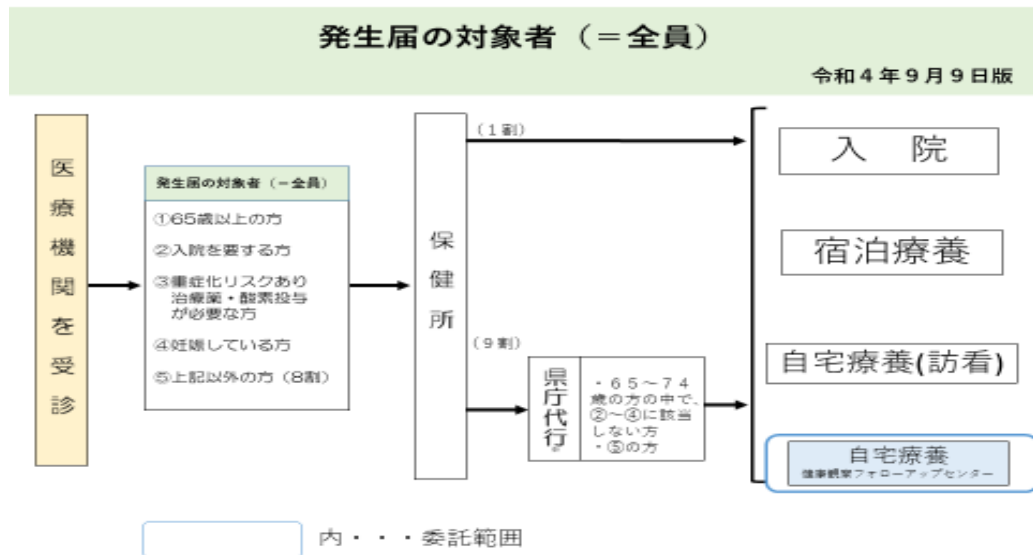 発生届の対象者（＝全員）
令和４年９月９日版
医療機関を受診
発生届の対象者（＝全員）
①65歳以上の方
②入院を要する方
③重症化リスクあり
治療薬・酸素投与
が必要な方
④妊娠している方
⑤上記以外の方（8割）
保健所
（1割）
（9割）
県庁代行
・６５～７４
歳の方の中で、
②～④に該当
しない方
・⑤の方
入　院
宿泊療養
自宅療養(訪看)
自宅療養
健康観察フォローアップセンター
内・・・委託範囲